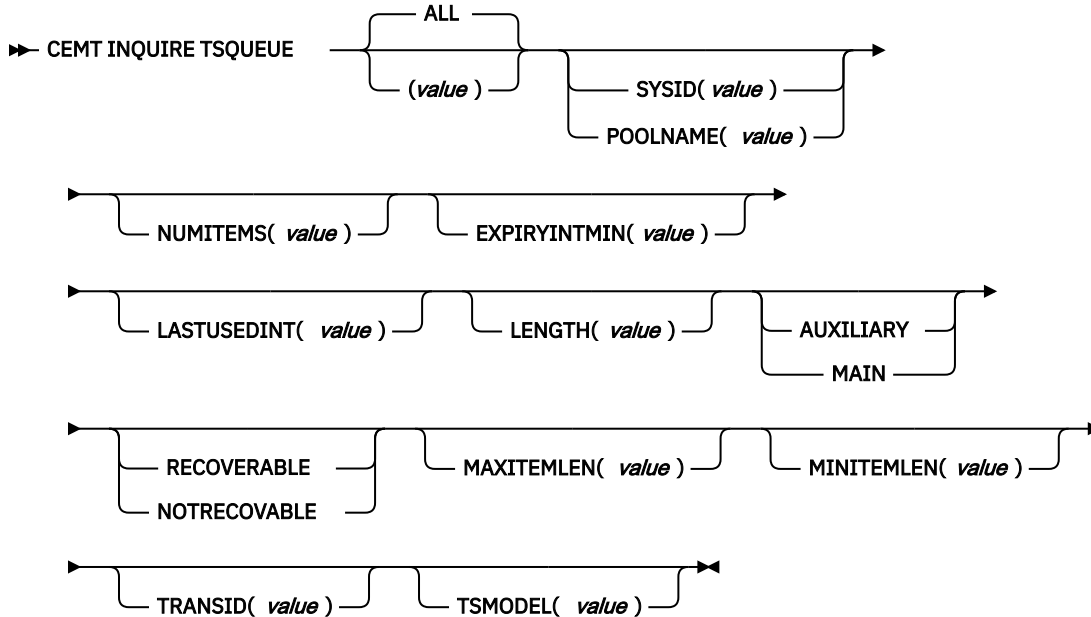 ALL
CEMT INQUIRE TSQUEUE
(value )
SYSID( value )
POOLNAME( value )
NUMITEMS( value )
EXPIRYINTMIN( value )
LASTUSEDINT( value )
LENGTH( value )
AUXILIARY
MAIN
RECOVERABLE
NOTRECOVABLE
MAXITEMLEN( value )
MINITEMLEN( value )
TRANSID( value )
TSMODEL( value )